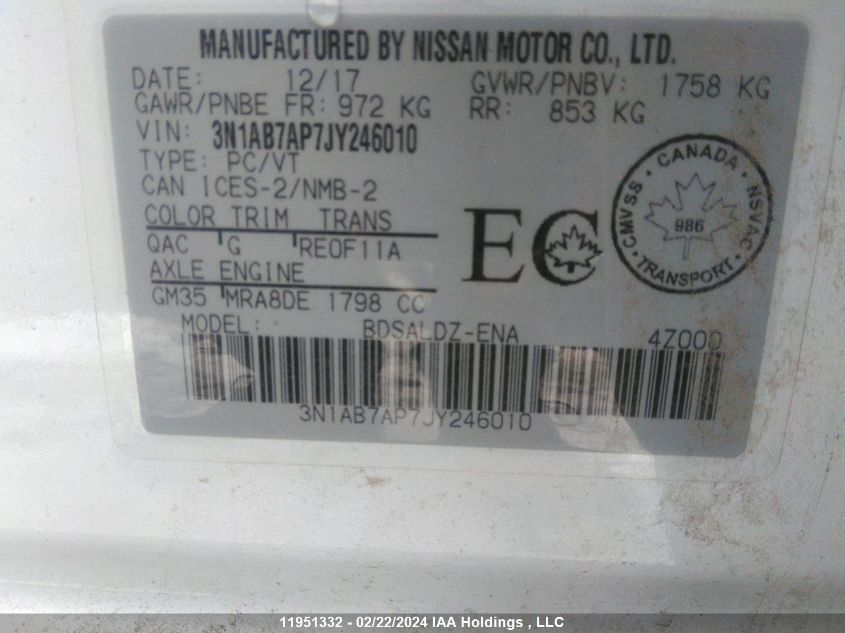 MANUFACTURED BY NISSAN MOTOR CO., LTD.
DATE: 12/17 GVWR/PNBV: 1758 KG
GAWR/PNBE FR: 972 KG RR: 853 KG
VIN: 3N1AB7AP7JY246010
TYPE: PC/VT
CAN ICES-2/NMB-2
COLOR TRIM TRANS
QAC G RE0F11A
AXLE ENGINE
GM35 MRA8DE 1798 CC
EC
CMVSS • CANADA • NSVAC • TRANSPORT •
986
MODEL: BDSALDZ-ENA 4Z000
3N1AB7AP7JY246010
11951332 - 02/22/2024 IAA Holdings , LLC